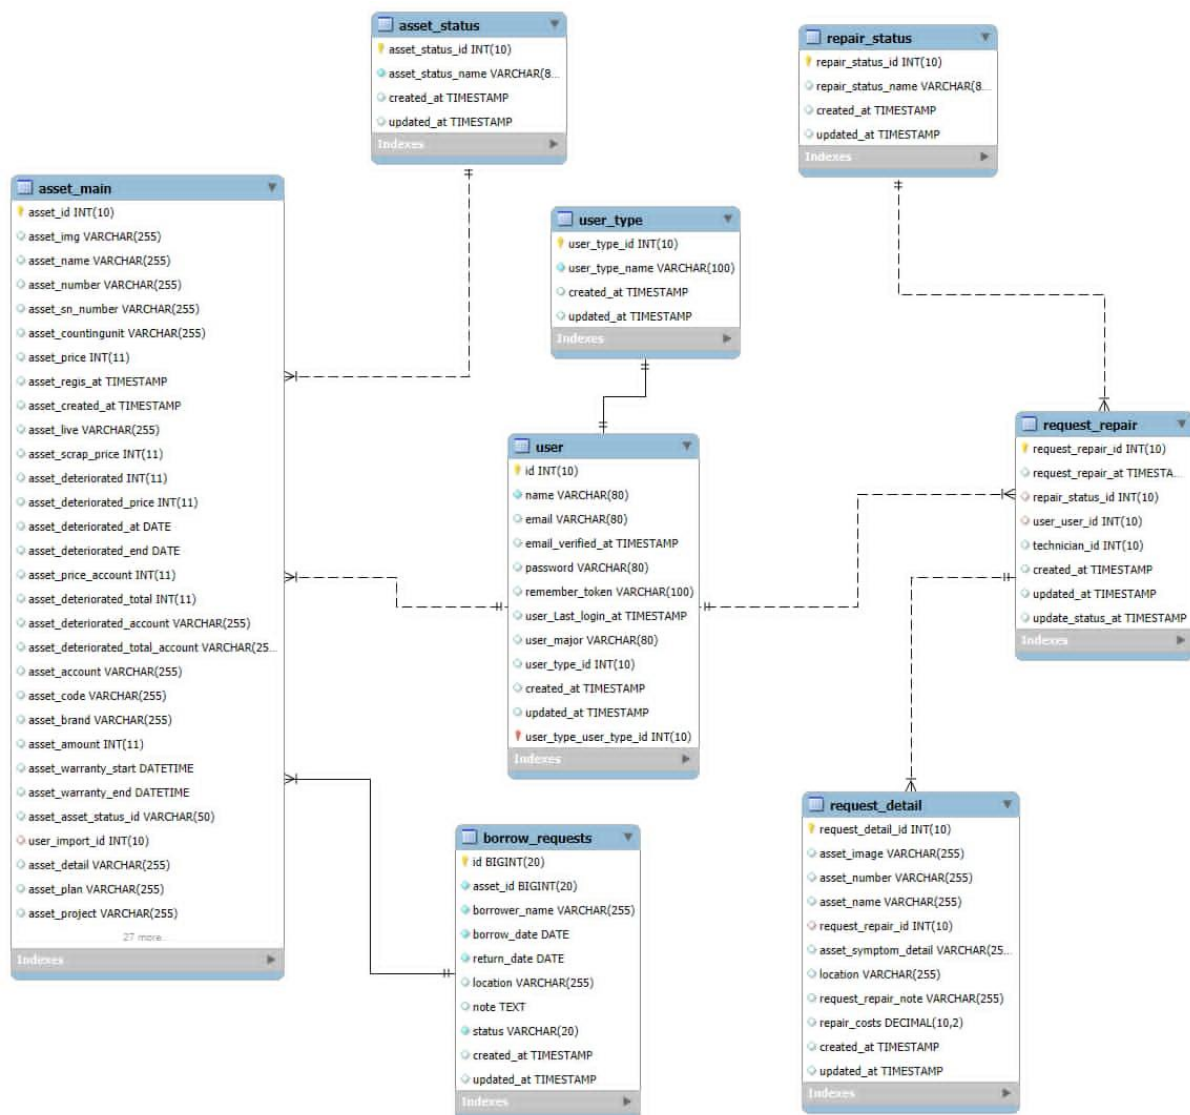 asset_status
asset_status_id INT(10)
asset_status_name VARCHAR(8...
created_at TIMESTAMP
updated_at TIMESTAMP
Indexes
repair_status
repair_status_id INT(10)
repair_status_name VARCHAR(8...
created_at TIMESTAMP
updated_at TIMESTAMP
Indexes
asset_main
asset_id INT(10)
asset_img VARCHAR(255)
asset_name VARCHAR(255)
asset_number VARCHAR(255)
asset_sn_number VARCHAR(255)
asset_countingunit VARCHAR(255)
asset_price INT(11)
asset_regis_at TIMESTAMP
asset_created_at TIMESTAMP
asset_live VARCHAR(255)
asset_scrap_price INT(11)
asset_deteriorated INT(11)
asset_deteriorated_price INT(11)
asset_deteriorated_at DATE
asset_deteriorated_end DATE
asset_price_account INT(11)
asset_deteriorated_total INT(11)
asset_deteriorated_account VARCHAR(255)
asset_deteriorated_total_account VARCHAR(25...
asset_account VARCHAR(255)
asset_code VARCHAR(255)
asset_brand VARCHAR(255)
asset_amount INT(11)
asset_warranty_start DATETIME
asset_warranty_end DATETIME
asset_asset_status_id VARCHAR(50)
user_import_id INT(10)
asset_detail VARCHAR(255)
asset_plan VARCHAR(255)
asset_project VARCHAR(255)
27 more...
Indexes
user_type
user_type_id INT(10)
user_type_name VARCHAR(100)
created_at TIMESTAMP
updated_at TIMESTAMP
Indexes
user
id INT(10)
name VARCHAR(80)
email VARCHAR(80)
email_verified_at TIMESTAMP
password VARCHAR(80)
remember_token VARCHAR(100)
user_Last_login_at TIMESTAMP
user_major VARCHAR(80)
user_type_id INT(10)
created_at TIMESTAMP
updated_at TIMESTAMP
user_type_user_type_id INT(10)
Indexes
request_repair
request_repair_id INT(10)
request_repair_at TIMESTA...
repair_status_id INT(10)
user_user_id INT(10)
technician_id INT(10)
created_at TIMESTAMP
updated_at TIMESTAMP
update_status_at TIMESTAMP
Indexes
borrow_requests
id BIGINT(20)
asset_id BIGINT(20)
borrower_name VARCHAR(255)
borrow_date DATE
return_date DATE
location VARCHAR(255)
note TEXT
status VARCHAR(20)
created_at TIMESTAMP
updated_at TIMESTAMP
Indexes
request_detail
request_detail_id INT(10)
asset_image VARCHAR(255)
asset_number VARCHAR(255)
asset_name VARCHAR(255)
request_repair_id INT(10)
asset_symptom_detail VARCHAR(25...
location VARCHAR(255)
request_repair_note VARCHAR(255)
repair_costs DECIMAL(10,2)
created_at TIMESTAMP
updated_at TIMESTAMP
Indexes